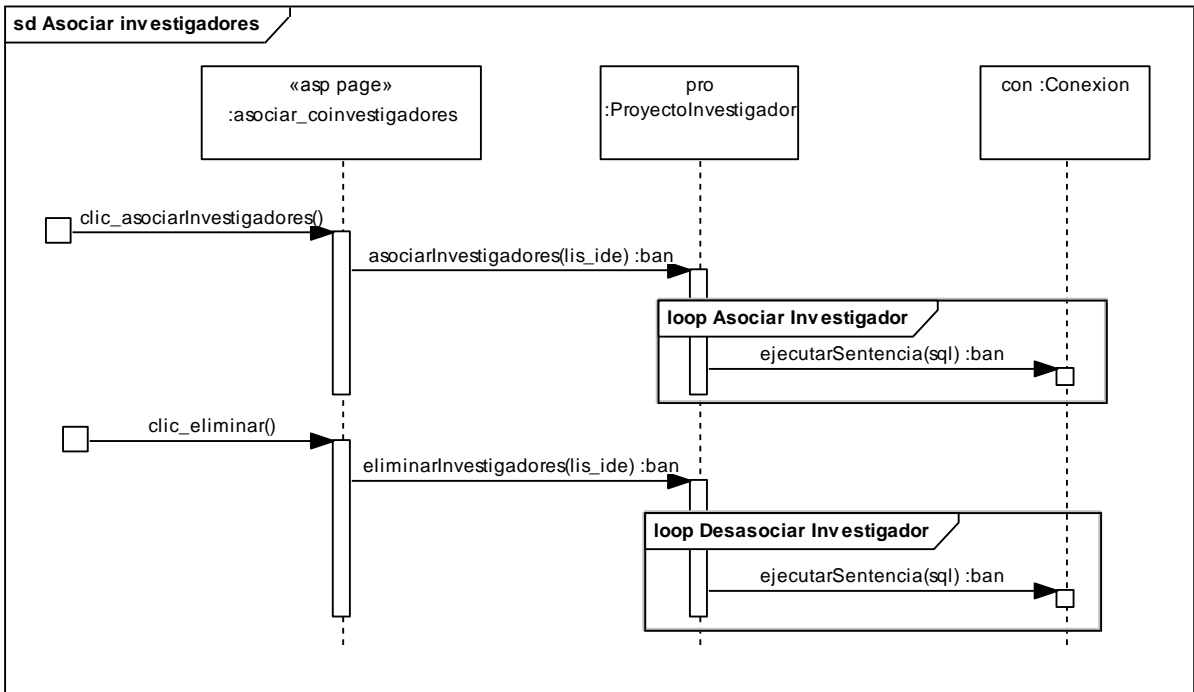 sd Asociar investigadores
«asp page»
:asociar_coinvestigadores
pro
:ProyectoInvestigador
con :Conexion
clic_asociarInvestigadores()
asociarInvestigadores(lis_ide) :ban
loop Asociar Investigador
ejecutarSentencia(sql) :ban
clic_eliminar()
eliminarInvestigadores(lis_ide) :ban
loop Desasociar Investigador
ejecutarSentencia(sql) :ban